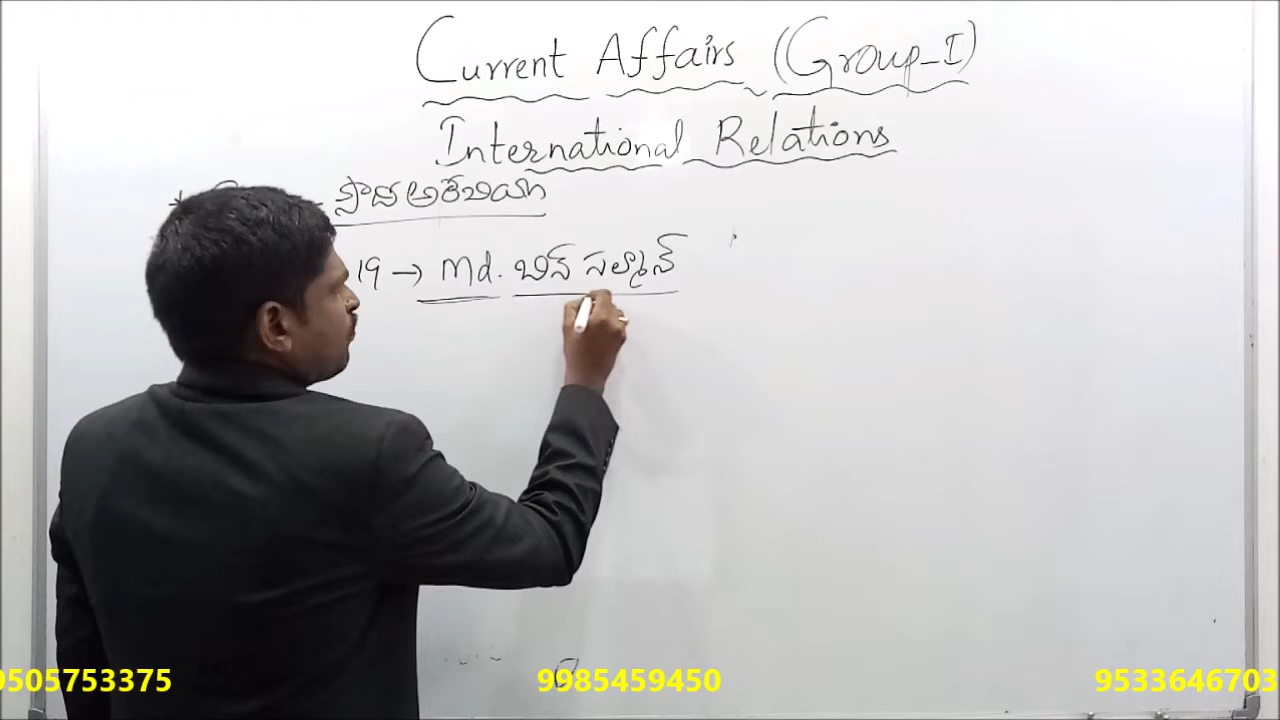 Current Affairs (Group-I)
International Relations
సౌదీ అరేబియా
19 → Md. బిన్ సల్మాన్
9505753375 9985459450 9533646703